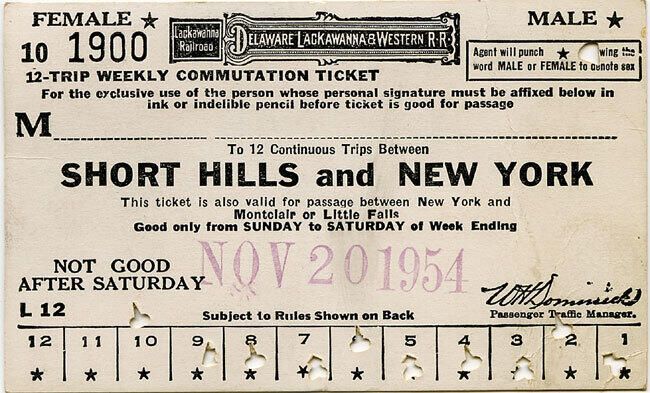 FEMALE ★ MALE ★
10 1900 Lackawanna Railroad DELAWARE LACKAWANNA & WESTERN R·R
Agent will punch ★ wing the
word MALE or FEMALE to denote sex
12-TRIP WEEKLY COMMUTATION TICKET
For the exclusive use of the person whose personal signature must be affixed below in
ink or indelible pencil before ticket is good for passage
M
To 12 Continuous Trips Between
SHORT HILLS and NEW YORK
This ticket is also valid for passage between New York and
Montclair or Little Falls
Good only from SUNDAY to SATURDAY of Week Ending
NOV 20 1954
NOT GOOD
AFTER SATURDAY
L 12
Subject to Rules Shown on Back
Passenger Traffic Manager.
12 11 10 9 8 7 6 5 4 3 2 1